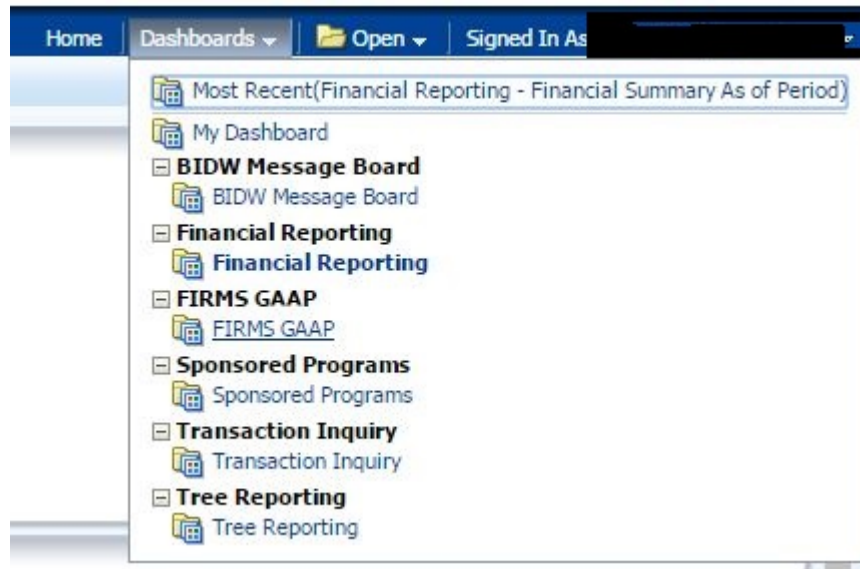 Home Dashboards Open Signed In As
Most Recent(Financial Reporting - Financial Summary As of Period)
My Dashboard
BIDW Message Board
BIDW Message Board
Financial Reporting
Financial Reporting
FIRMS GAAP
FIRMS GAAP
Sponsored Programs
Sponsored Programs
Transaction Inquiry
Transaction Inquiry
Tree Reporting
Tree Reporting